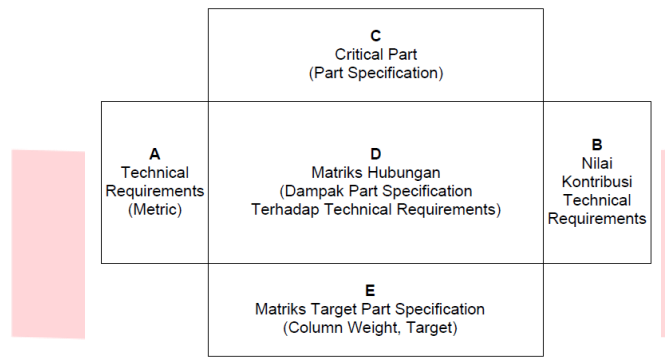 C
Critical Part
(Part Specification)
A
Technical
Requirements
(Metric)
D
Matriks Hubungan
(Dampak Part Specification
Terhadap Technical Requirements)
B
Nilai
Kontribusi
Technical
Requirements
E
Matriks Target Part Specification
(Column Weight, Target)